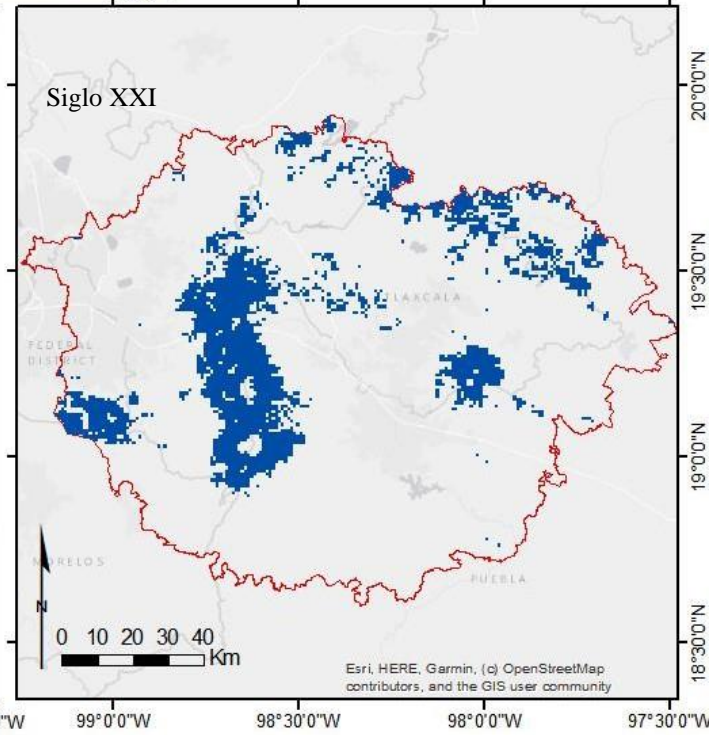 Siglo XXI
20°0'0"N
19°30'0"N
TLAXCALA
FEDERAL
DISTRICT
19°0'0"N
MORELOS
PUEBLA
N
0 10 20 30 40
Km
18°30'0"N
Esri, HERE, Garmin, (c) OpenStreetMap
contributors, and the GIS user community
"W 99°0'0"W 98°30'0"W 98°0'0"W 97°30'0"W